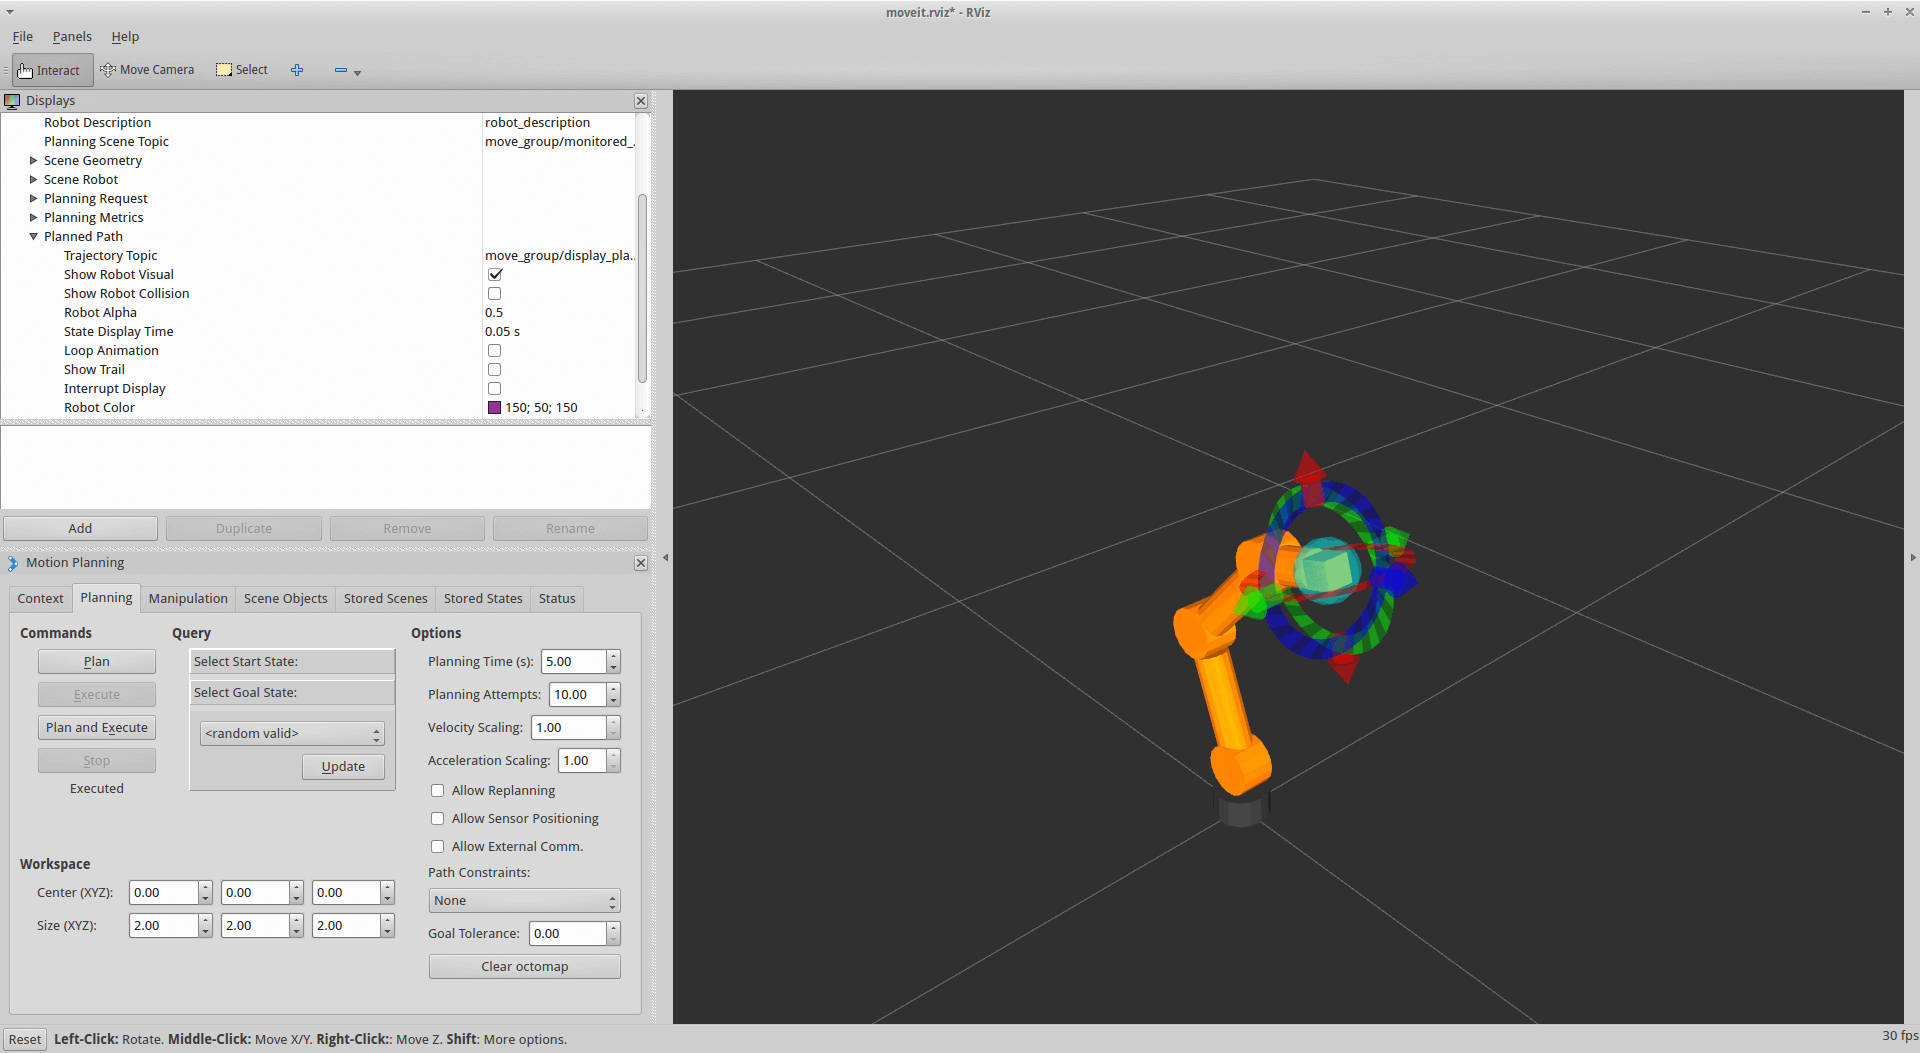 moveit.rviz* - RViz
File Panels Help
Interact Move Camera Select
Displays
Robot Description robot_description
Planning Scene Topic move_group/monitored_.
Scene Geometry
Scene Robot
Planning Request
Planning Metrics
Planned Path
Trajectory Topic move_group/display_pla..
Show Robot Visual
Show Robot Collision
Robot Alpha 0.5
State Display Time 0.05 s
Loop Animation
Show Trail
Interrupt Display
Robot Color 150; 50; 150
Add Duplicate Remove Rename
Motion Planning
Context Planning Manipulation Scene Objects Stored Scenes Stored States Status
Commands
Plan
Execute
Plan and Execute
Stop
Executed
Query
Select Start State:
Select Goal State:
<random valid>
Update
Options
Planning Time (s): 5.00
Planning Attempts: 10.00
Velocity Scaling: 1.00
Acceleration Scaling: 1.00
Allow Replanning
Allow Sensor Positioning
Allow External Comm.
Path Constraints:
None
Goal Tolerance: 0.00
Clear octomap
Workspace
Center (XYZ): 0.00 0.00 0.00
Size (XYZ): 2.00 2.00 2.00
Reset Left-Click: Rotate. Middle-Click: Move X/Y. Right-Click:: Move Z. Shift: More options.
30 fps